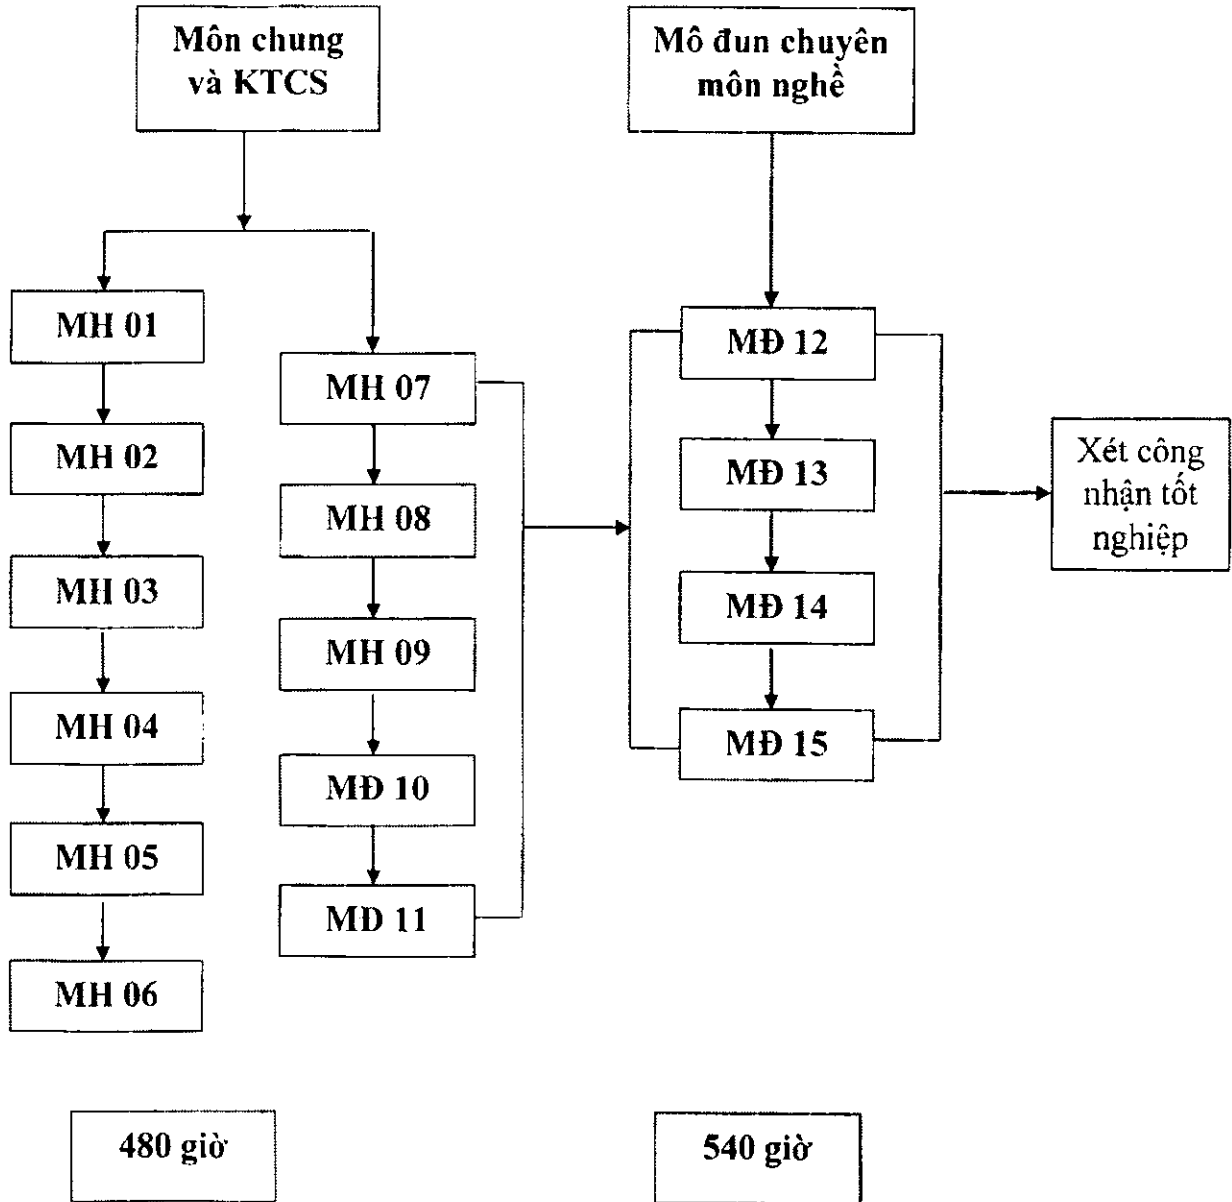 Môn chung
và KTCS
Mô đun chuyên
môn nghề
MH 01
MH 02
MH 03
MH 04
MH 05
MH 06
MH 07
MH 08
MH 09
MĐ 10
MĐ 11
MĐ 12
MĐ 13
MĐ 14
MĐ 15
Xét công
nhận tốt
nghiệp
480 giờ
540 giờ